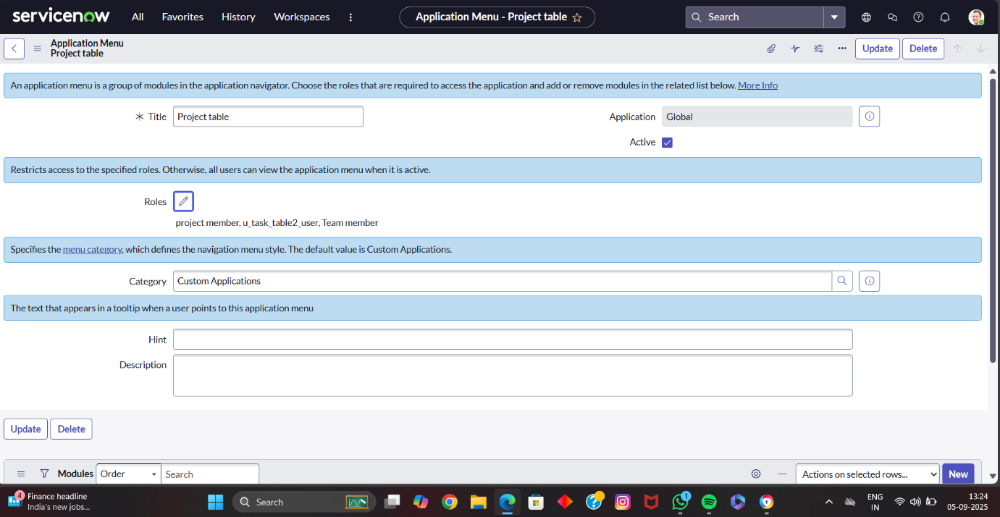 servicenow All Favorites History Workspaces Application Menu - Project table Search
Application Menu
Project table
Update Delete
An application menu is a group of modules in the application navigator. Choose the roles that are required to access the application and add or remove modules in the related list below. More Info
Title Project table
Application Global
Active
Restricts access to the specified roles. Otherwise, all users can view the application menu when it is active.
Roles
project member, u_task_table2_user, Team member
Specifies the menu category, which defines the navigation menu style. The default value is Custom Applications.
Category Custom Applications
The text that appears in a tooltip when a user points to this application menu
Hint
Description
Update Delete
Modules Order Search Actions on selected rows... New
4 Finance headline
India's new jobs...
Search
1
ENG
IN
13:24
05-09-2025